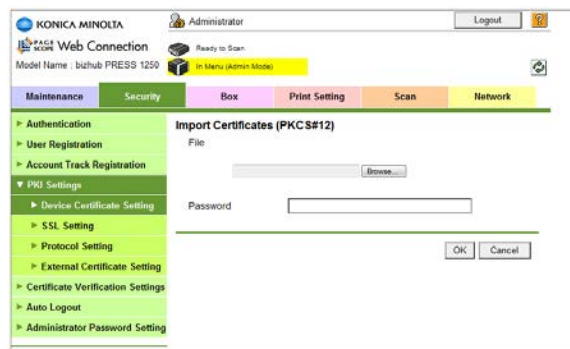 KONICA MINOLTA
Administrator
Logout
?
PAGE SCOPE Web Connection
Ready to Scan
Model Name : bizhub PRESS 1250
In Menu (Admin Mode)
Maintenance Security Box Print Setting Scan Network
Authentication
User Registration
Account Track Registration
PKI Settings
Device Certificate Setting
SSL Setting
Protocol Setting
External Certificate Setting
Certificate Verification Settings
Auto Logout
Administrator Password Setting
Import Certificates (PKCS#12)
File
Browse...
Password
OK Cancel